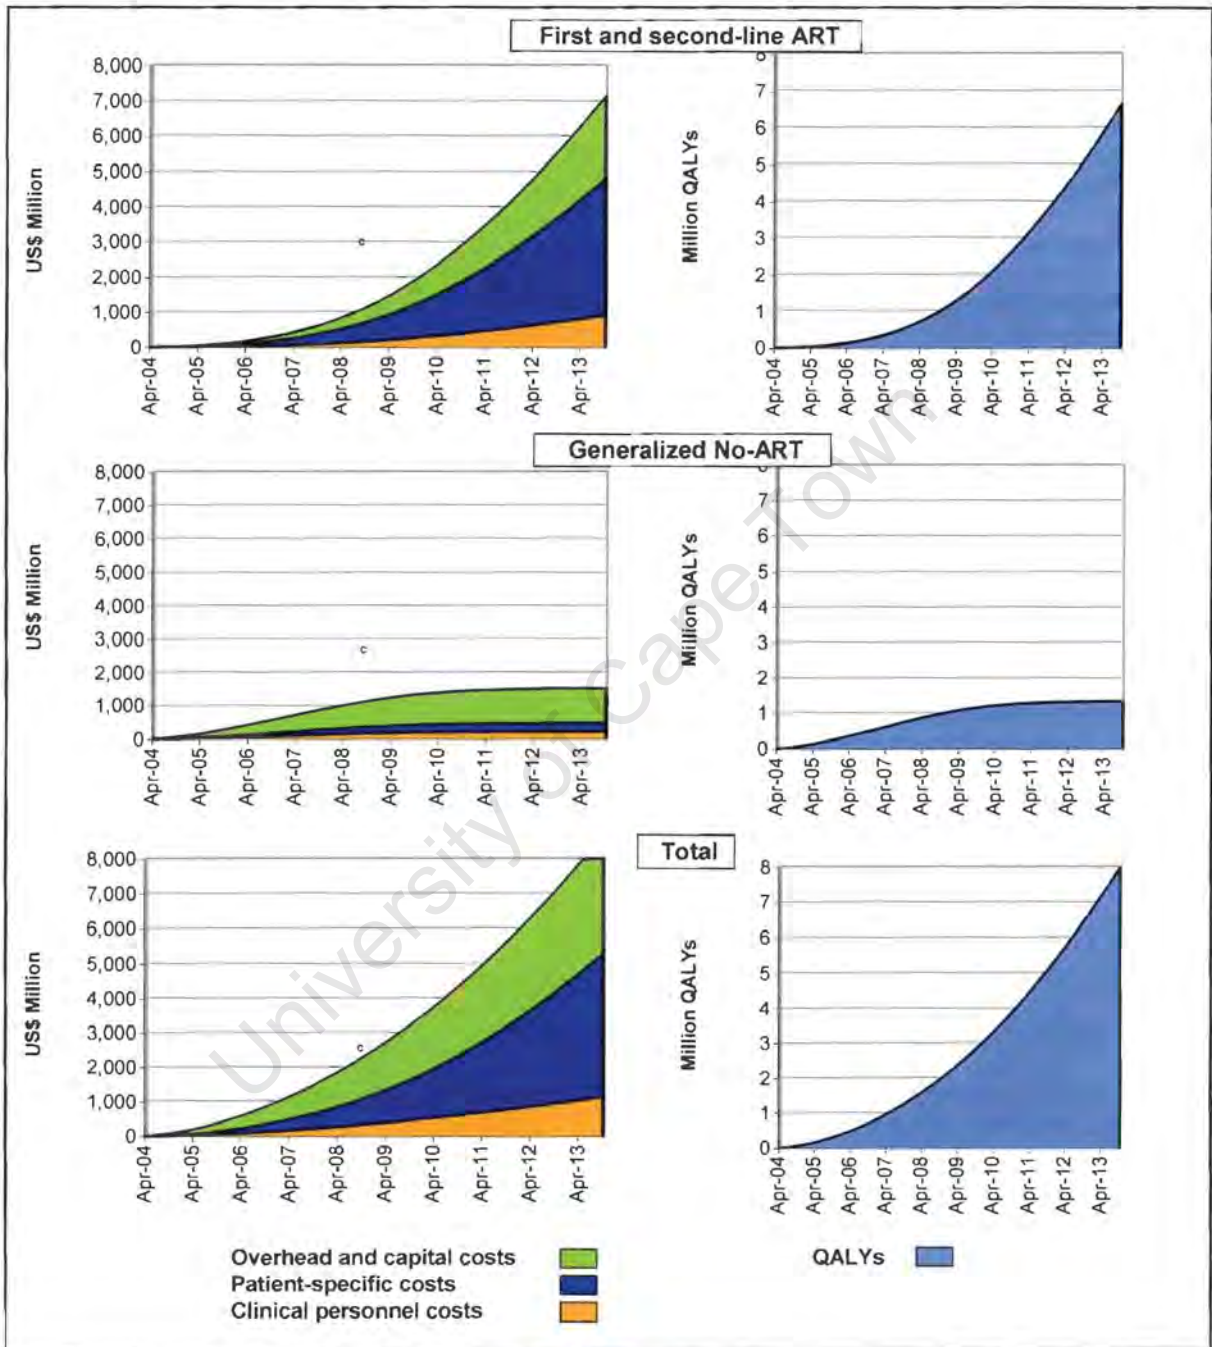 First and second-line ART
8,000
7,000
6,000
5,000
4,000
3,000
2,000
1,000
0
US$ Million
c
Apr-04
Apr-05
Apr-06
Apr-07
Apr-08
Apr-09
Apr-10
Apr-11
Apr-12
Apr-13
8
7
6
5
4
3
2
1
0
Million QALYs
Apr-04
Apr-05
Apr-06
Apr-07
Apr-08
Apr-09
Apr-10
Apr-11
Apr-12
Apr-13
Generalized No-ART
8,000
7,000
6,000
5,000
4,000
3,000
2,000
1,000
0
US$ Million
c
Apr-04
Apr-05
Apr-06
Apr-07
Apr-08
Apr-09
Apr-10
Apr-11
Apr-12
Apr-13
8
7
6
5
4
3
2
1
0
Million QALYs
Apr-04
Apr-05
Apr-06
Apr-07
Apr-08
Apr-09
Apr-10
Apr-11
Apr-12
Apr-13
Total
8,000
7,000
6,000
5,000
4,000
3,000
2,000
1,000
0
US$ Million
c
Apr-04
Apr-05
Apr-06
Apr-07
Apr-08
Apr-09
Apr-10
Apr-11
Apr-12
Apr-13
8
7
6
5
4
3
2
1
0
Million QALYs
Apr-04
Apr-05
Apr-06
Apr-07
Apr-08
Apr-09
Apr-10
Apr-11
Apr-12
Apr-13
Overhead and capital costs
Patient-specific costs
Clinical personnel costs
QALYs
University of Cape Town